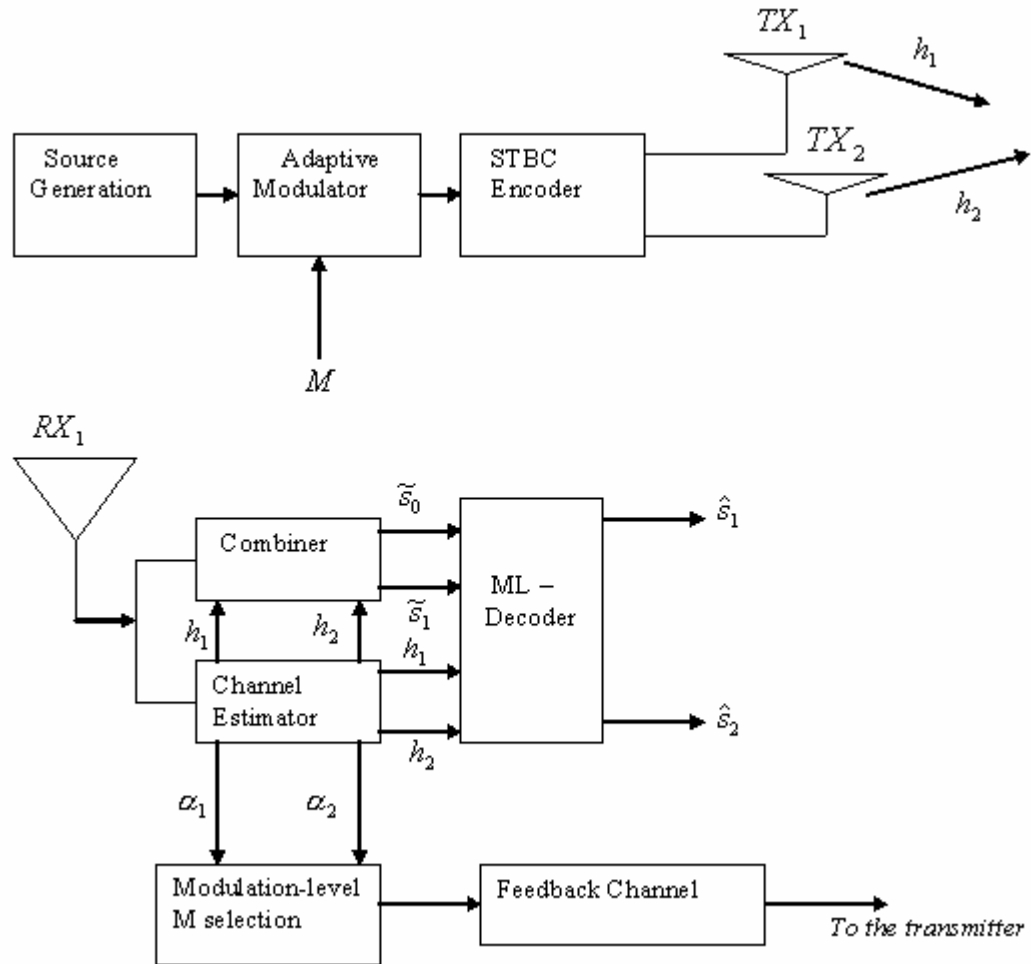 TX₁
h₁
Source
Generation
Adaptive
Modulator
STBC
Encoder
TX₂
h₂
M
RX₁
Combiner
s̃₀
s̃₁
ML –
Decoder
ŝ₁
h₁
h₂
h₁
Channel
Estimator
h₂
ŝ₂
α₁
α₂
Modulation-level
M selection
Feedback Channel
To the transmitter